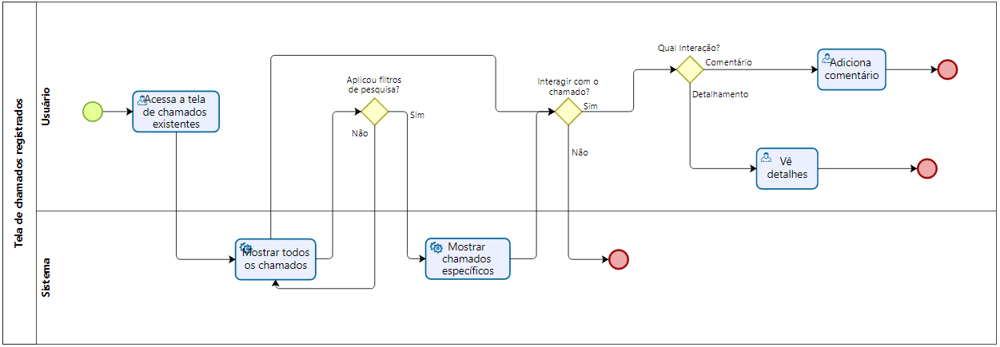 Tela de chamados registrados
Usuário
Acessa a tela
de chamados
existentes
Aplicou filtros
de pesquisa?
Sim
Não
Interagir com o
chamado?
Sim
Não
Qual Interação?
Comentário
Detalhamento
Adiciona
comentário
Vê
detalhes
Sistema
Mostrar todos
os chamados
Mostrar
chamados
específicos